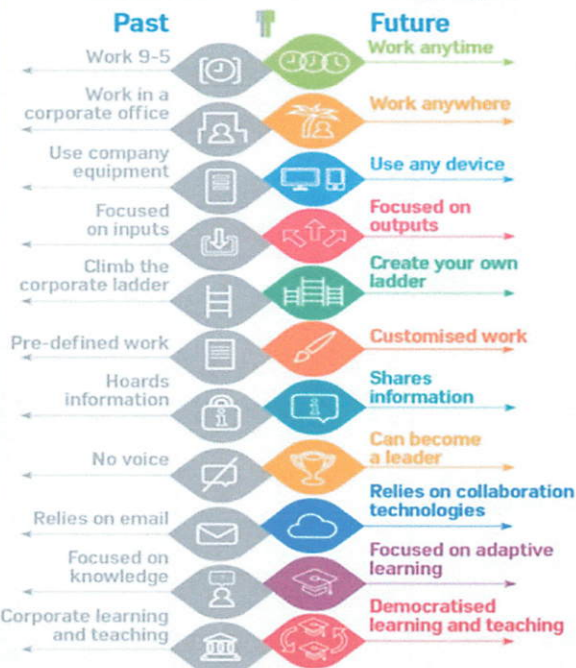 Past
Future
Work 9-5
Work anytime
Work in a
corporate office
Work anywhere
Use company
equipment
Use any device
Focused
on inputs
Focused on
outputs
Climb the
corporate ladder
Create your own
ladder
Pre-defined work
Customised work
Hoards
information
Shares
information
No voice
Can become
a leader
Relies on email
Relies on collaboration
technologies
Focused on
knowledge
Focused on adaptive
learning
Corporate learning
and teaching
Democratised
learning and teaching